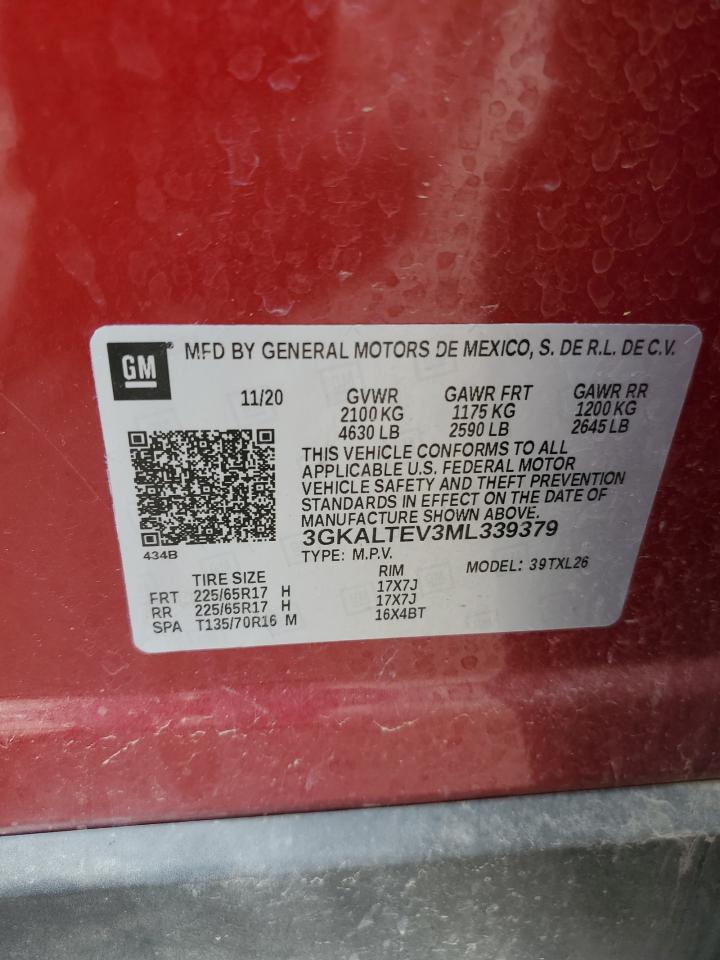 GM
MFD BY GENERAL MOTORS DE MEXICO, S. DE R.L. DE C.V.
11/20 GVWR GAWR FRT GAWR RR
2100 KG 1175 KG 1200 KG
4630 LB 2590 LB 2645 LB
THIS VEHICLE CONFORMS TO ALL
APPLICABLE U.S. FEDERAL MOTOR
VEHICLE SAFETY AND THEFT PREVENTION
STANDARDS IN EFFECT ON THE DATE OF
MANUFACTURE SHOWN ABOVE.
3GKALTEV3ML339379
434B
TYPE: M.P.V. MODEL: 39TXL26
TIRE SIZE RIM
FRT 225/65R17 H 17X7J
RR 225/65R17 H 17X7J
SPA T135/70R16 M 16X4BT